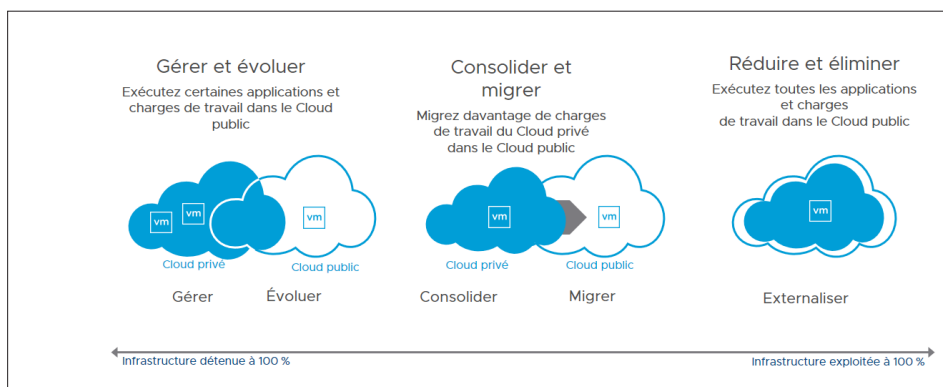 Gérer et évoluer
Exécutez certaines applications et
charges de travail dans le Cloud
public
vm
vm
vm
Cloud privé
Cloud public
Gérer
Évoluer
Consolider et
migrer
Migrez davantage de charges
de travail du Cloud privé
dans le Cloud public
vm
vm
Cloud privé
Cloud public
Consolider
Migrer
Réduire et éliminer
Exécutez toutes les applications
et charges
de travail dans le Cloud public
vm
Externaliser
Infrastructure détenue à 100 %
Infrastructure exploitée à 100 %